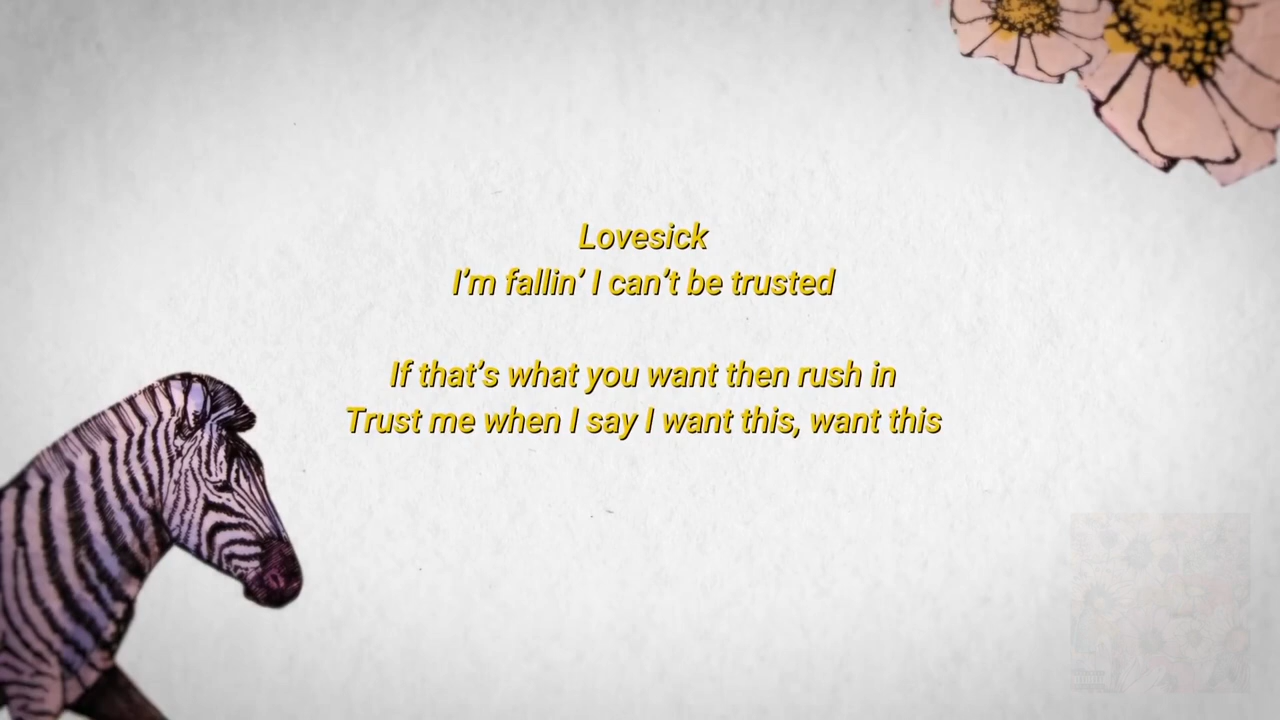 Lovesick
I’m fallin’ I can’t be trusted
If that’s what you want then rush in
Trust me when I say I want this, want this